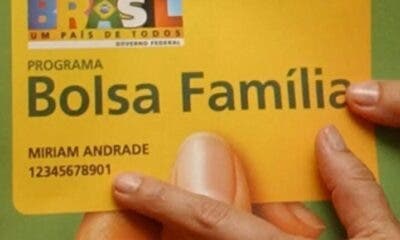 BRASIL
UM PAÍS DE TODOS
GOVERNO FEDERAL
PROGRAMA
Bolsa Família
MIRIAM ANDRADE
12345678901